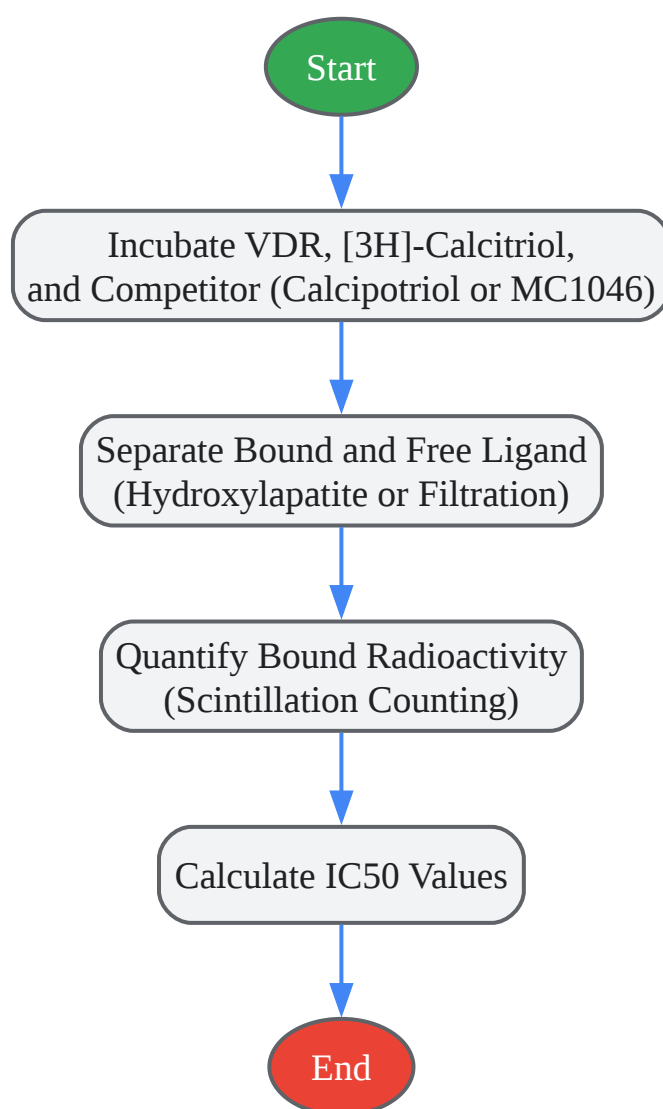 Start
Incubate VDR, [3H]-Calcitriol,
and Competitor (Calcipotriol or MC1046)
Separate Bound and Free Ligand
(Hydroxylapatite or Filtration)
Quantify Bound Radioactivity
(Scintillation Counting)
Calculate IC50 Values
End